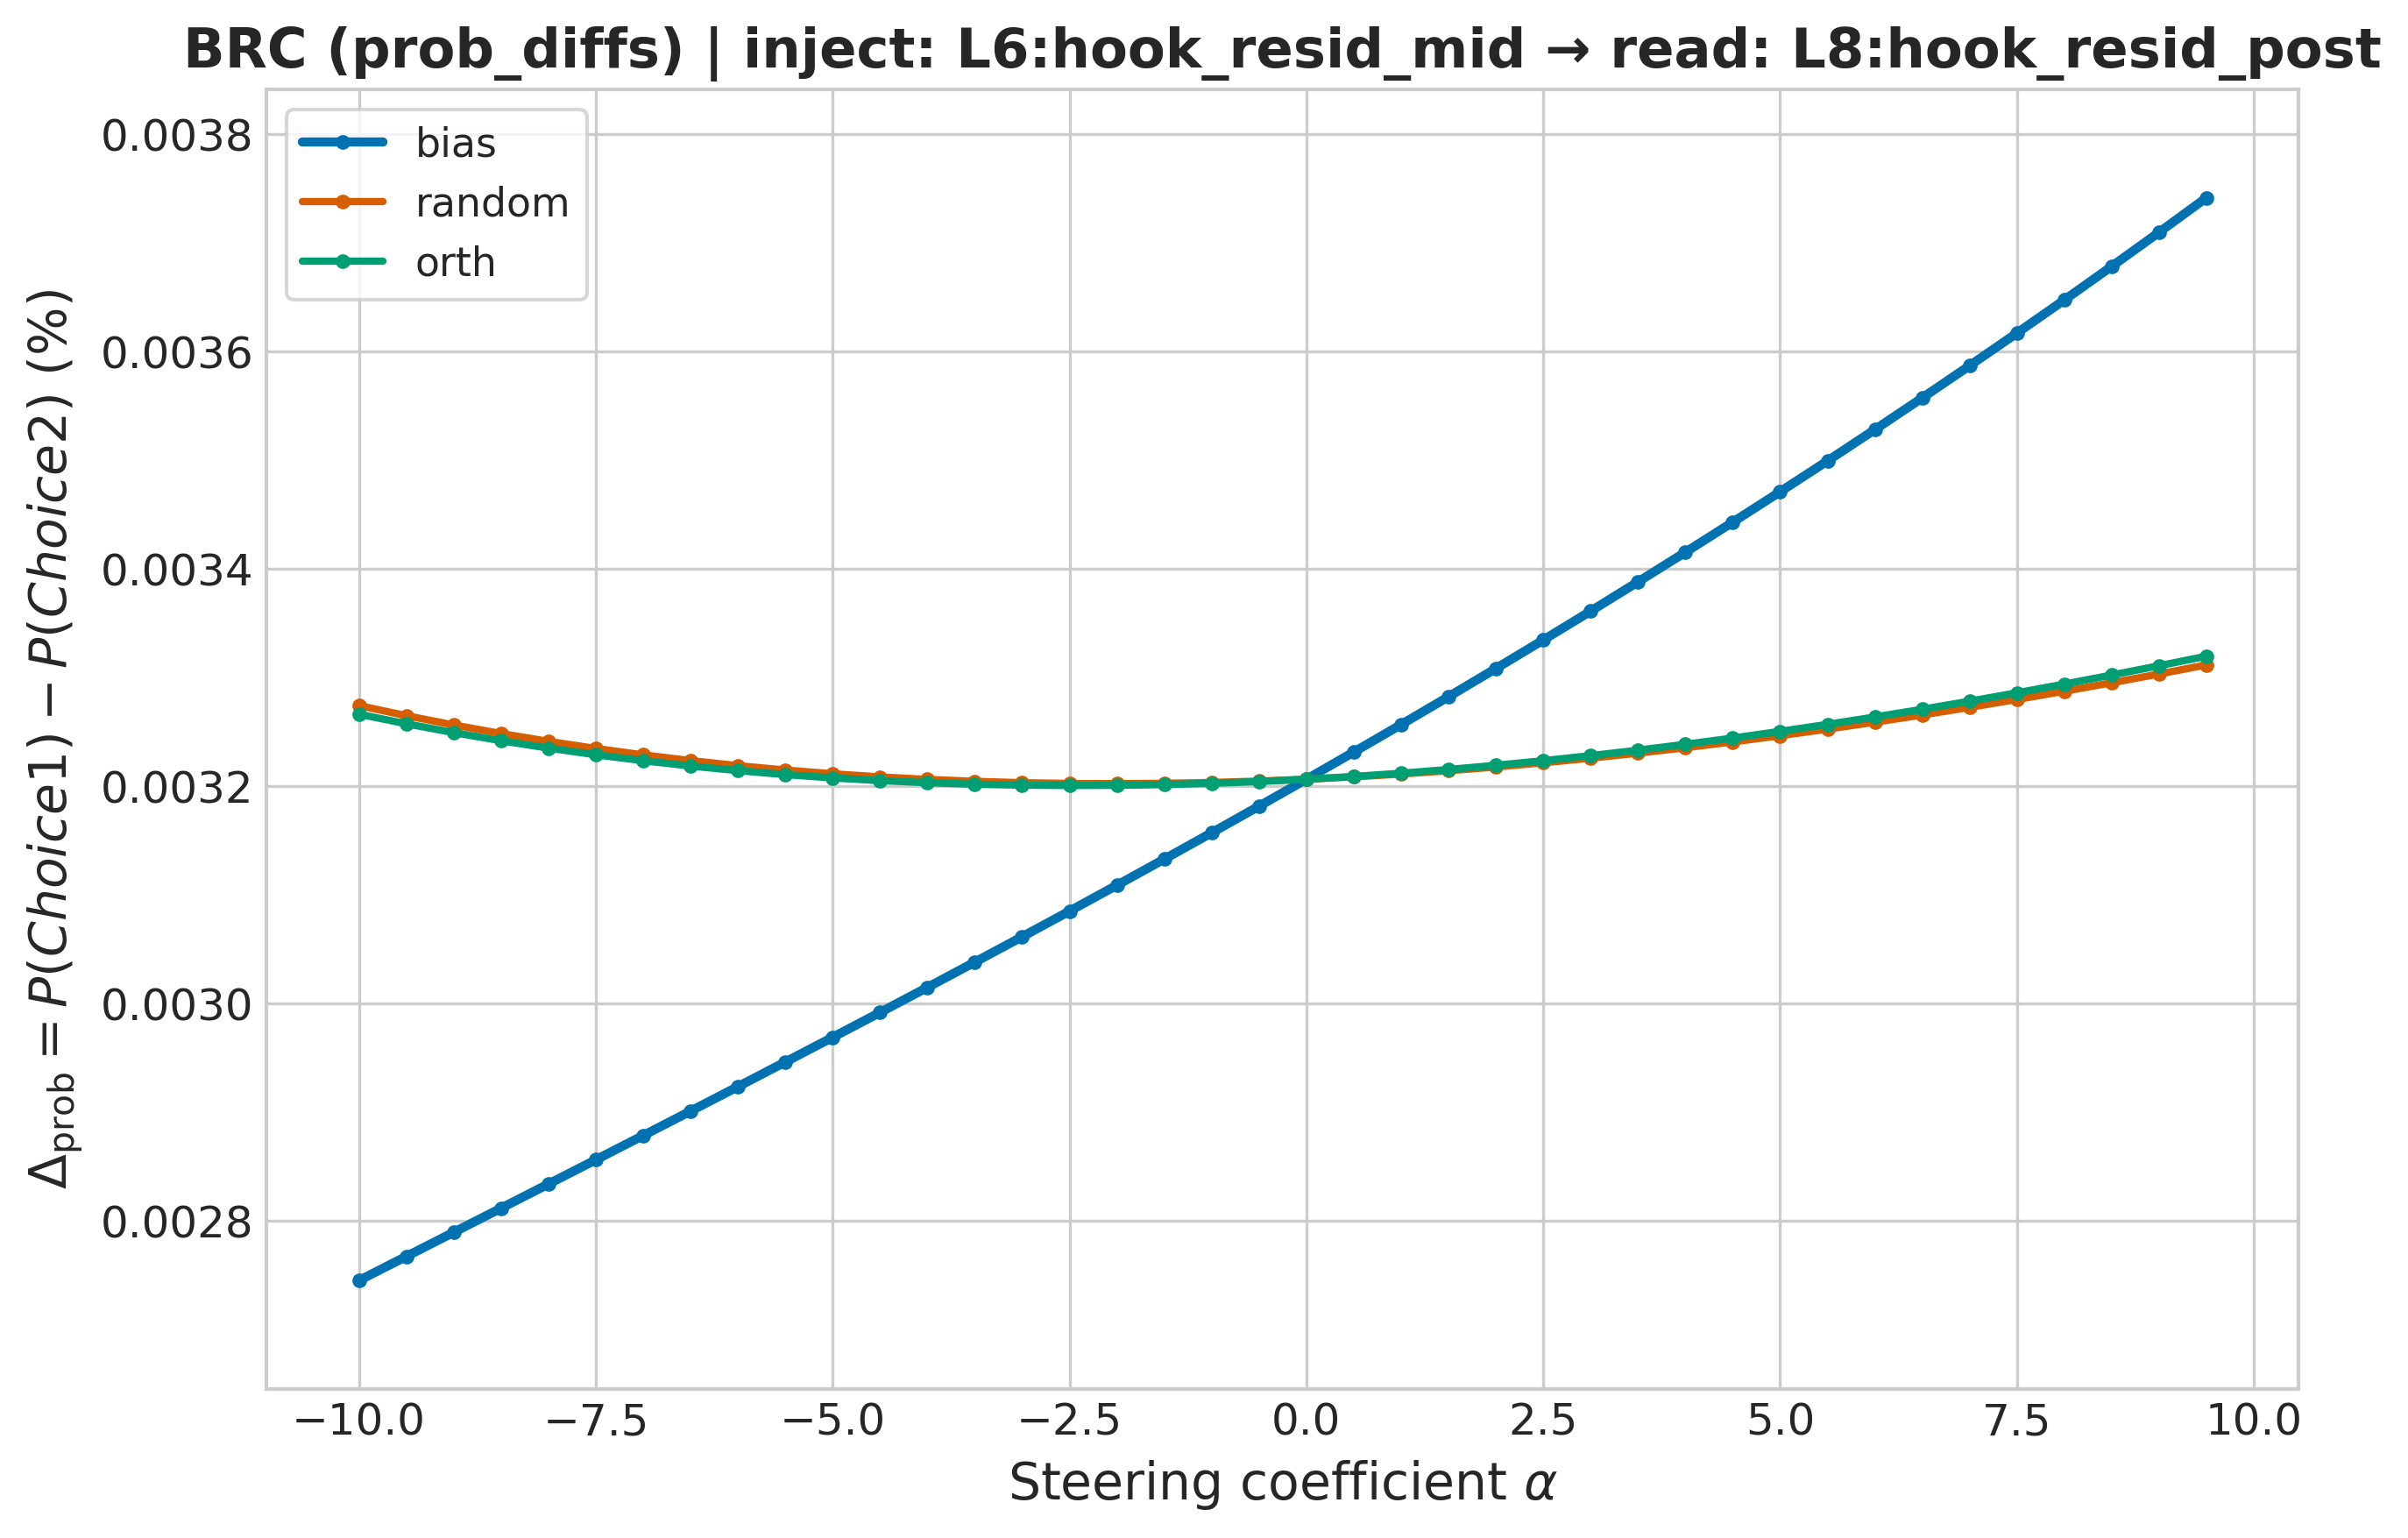 BRC (prob_diffs) | inject: L6:hook_resid_mid → read: L8:hook_resid_post
bias
random
orth
Δprob = P(Choice1) − P(Choice2) (%)
0.0038
0.0036
0.0034
0.0032
0.0030
0.0028
−10.0 −7.5 −5.0 −2.5 0.0 2.5 5.0 7.5 10.0
Steering coefficient α